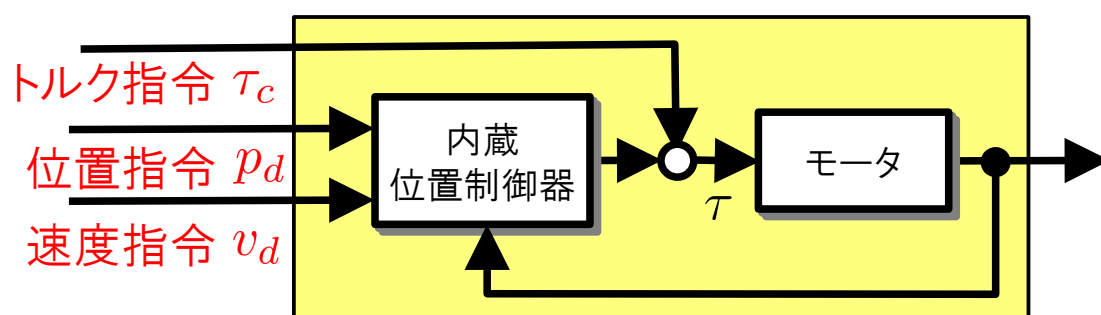 トルク指令 τc
位置指令 pd
速度指令 vd
内蔵
位置制御器
τ
モータ